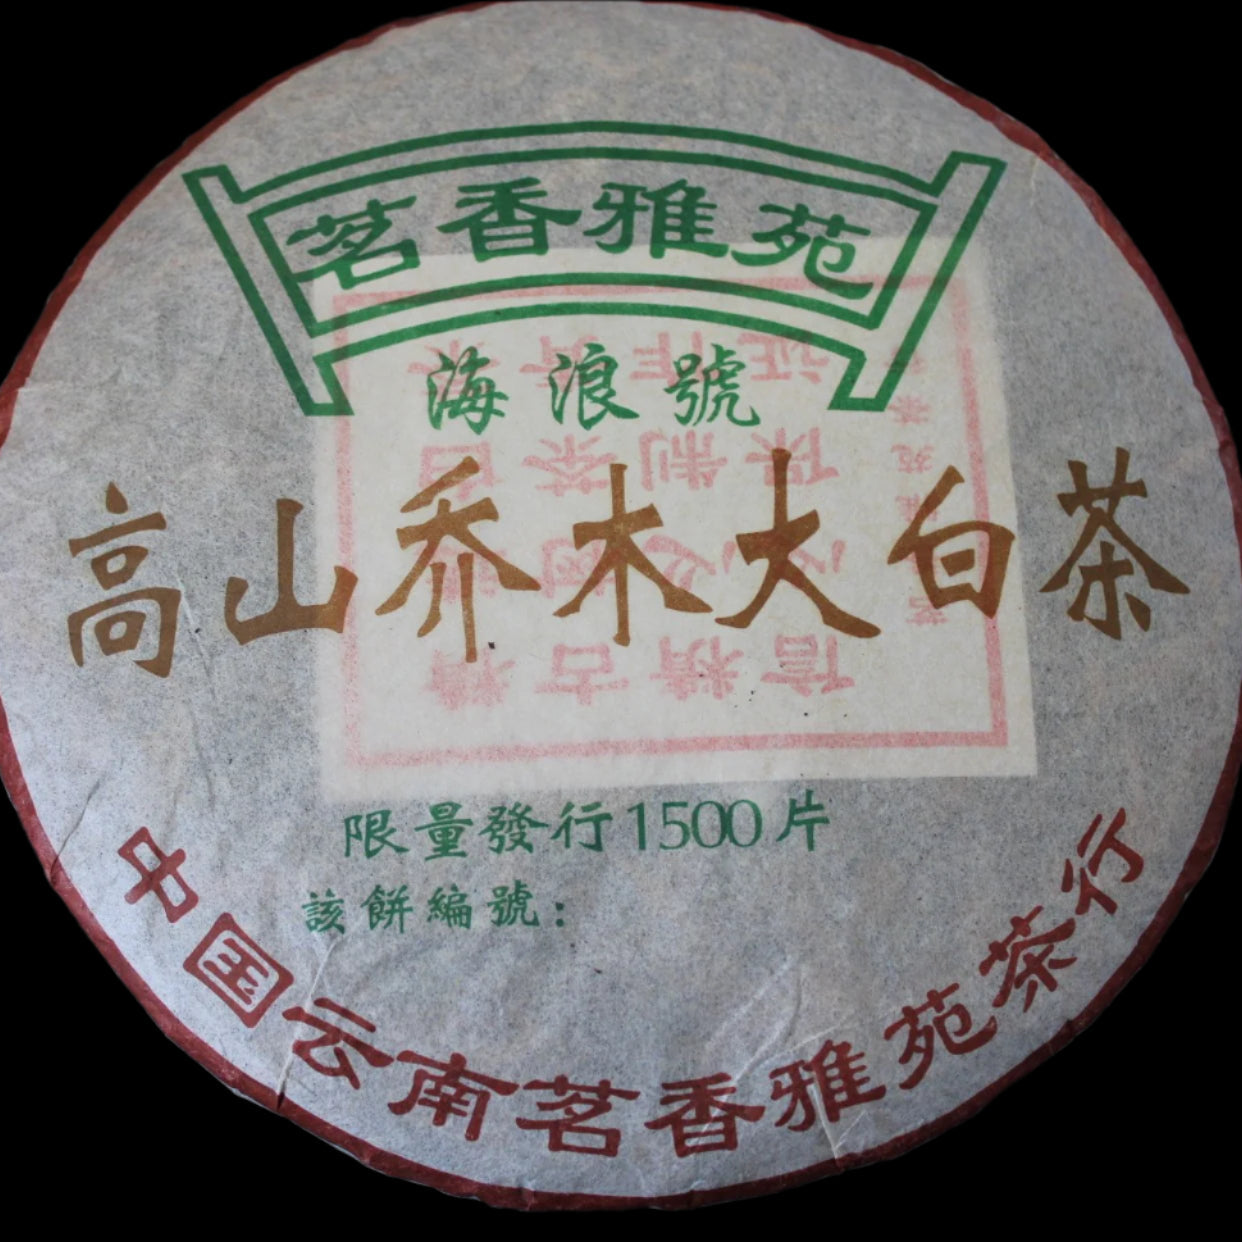 茗香雅苑
海浪號
高山乔木大白茶
限量發行1500片
該餅編號:
中国云南茗香雅苑茶行